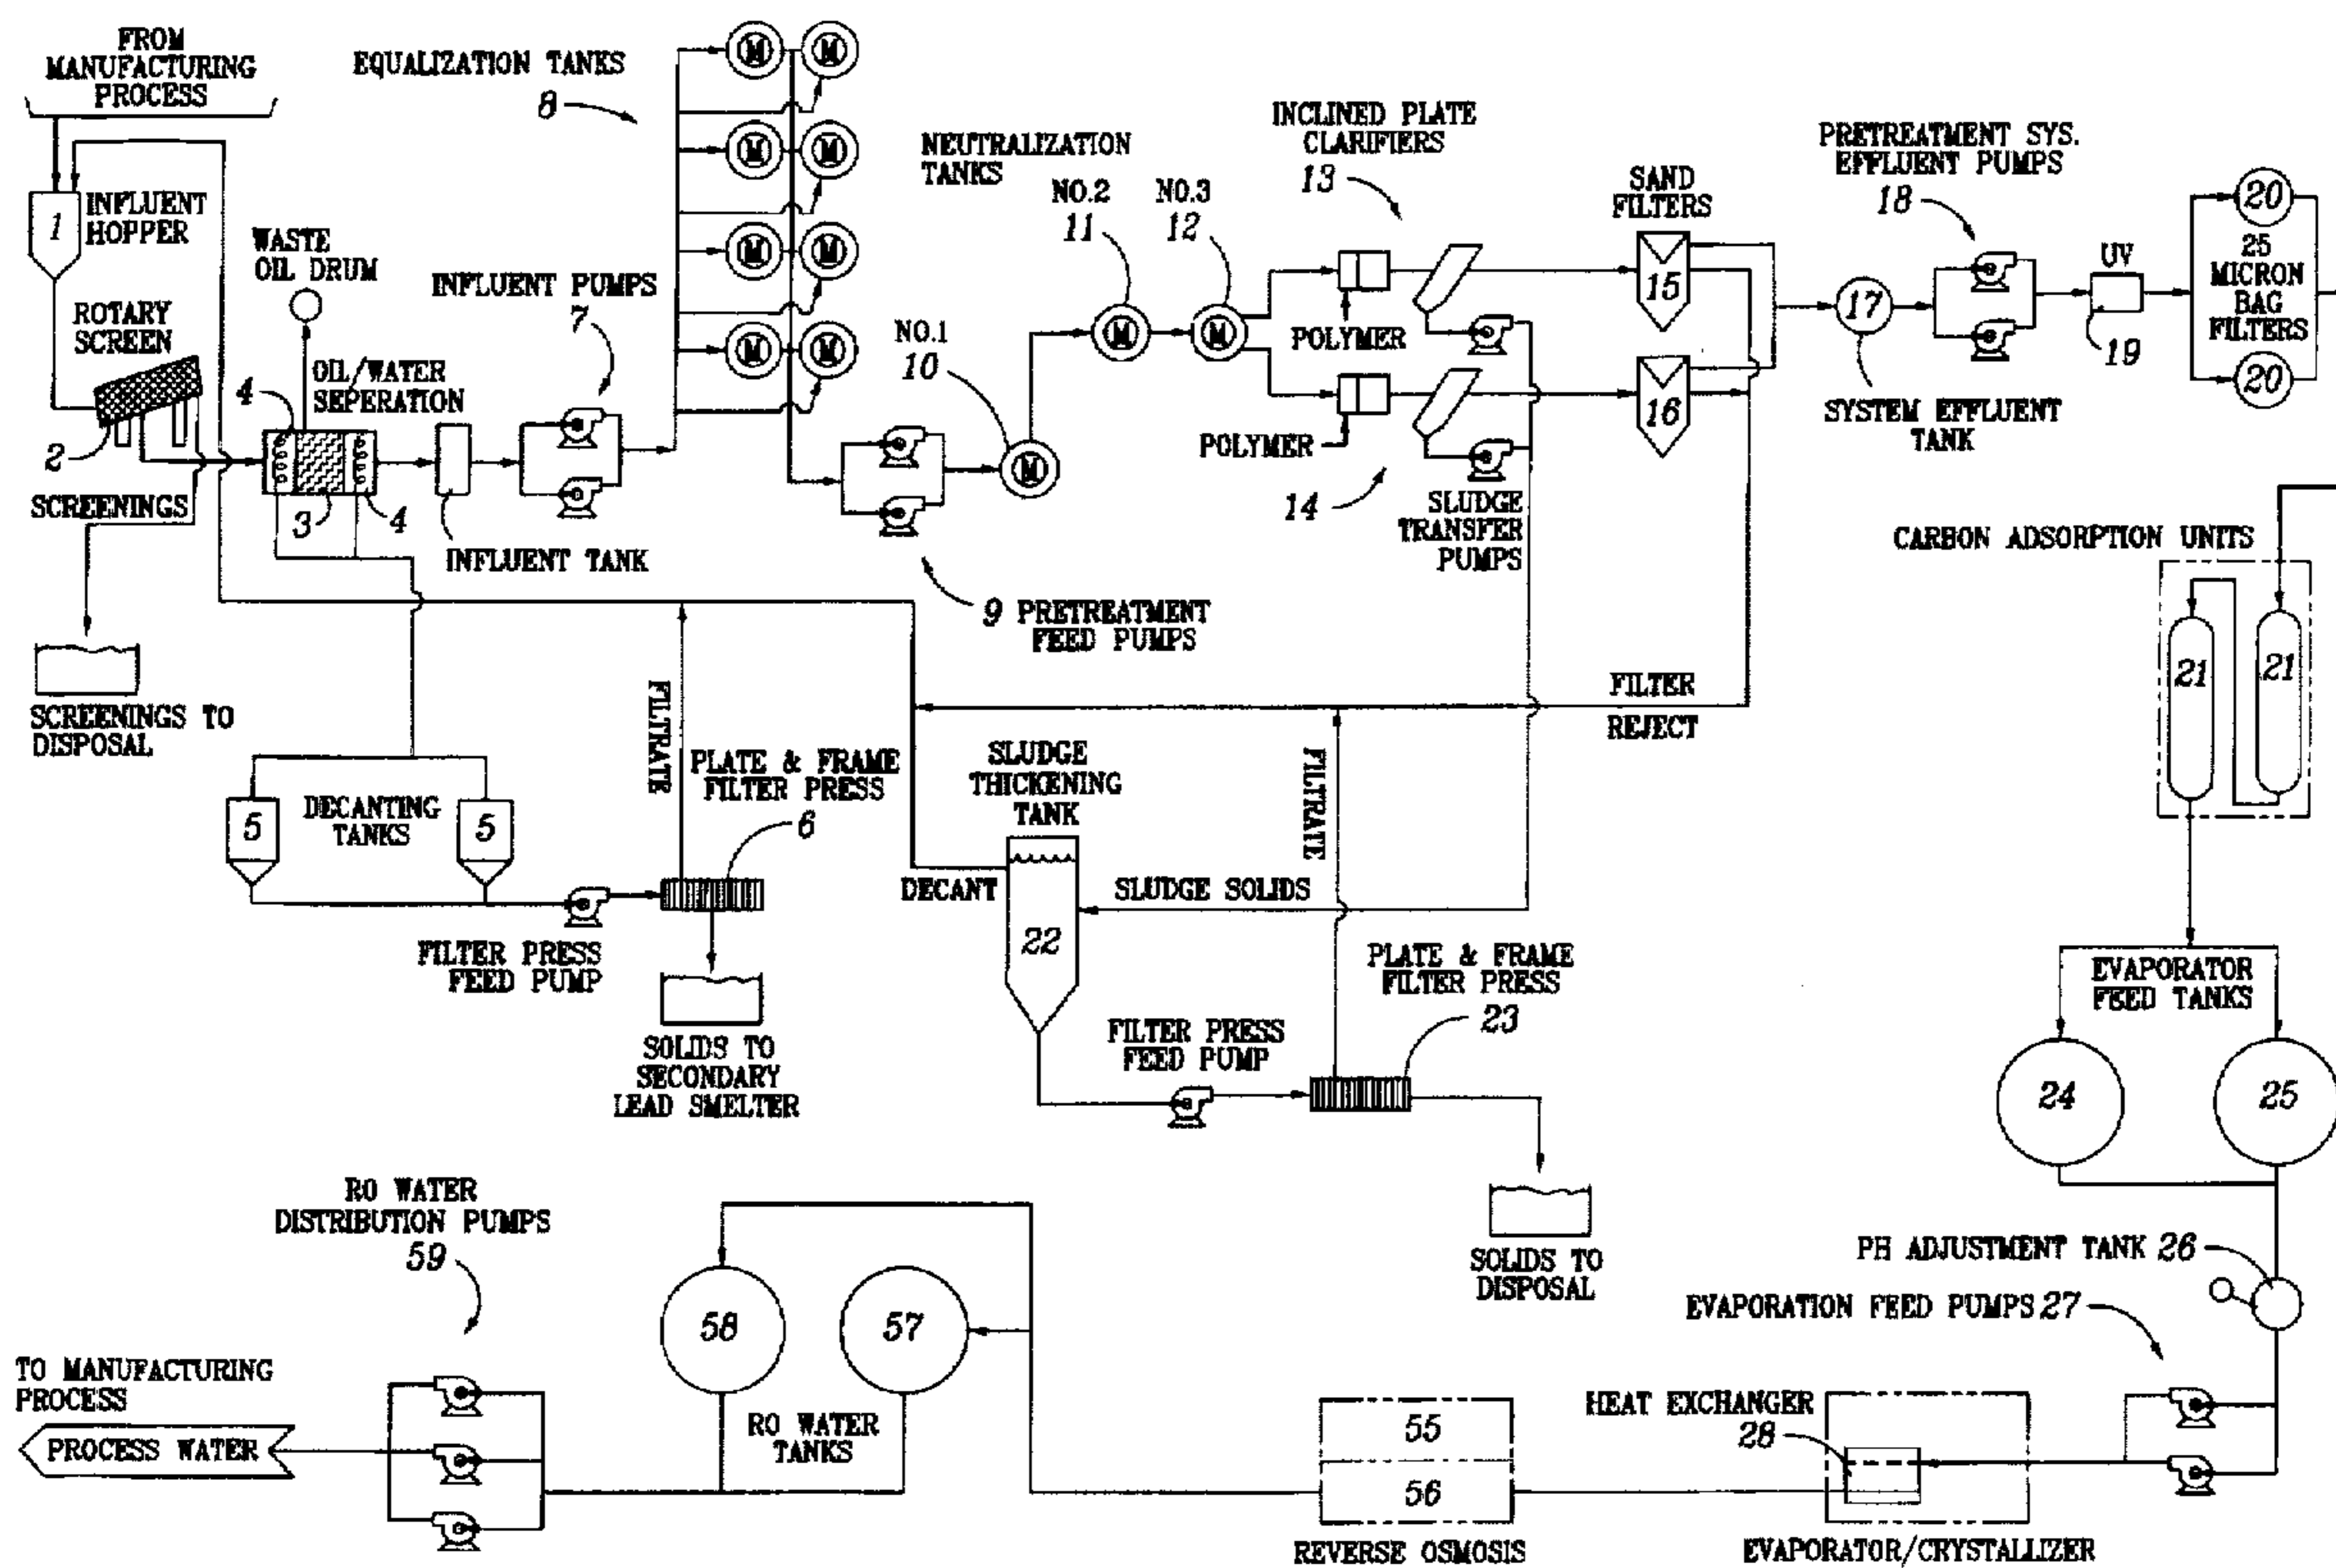 FROM
MANUFACTURING
PROCESS
1
INFLUENT
HOPPER
ROTARY
SCREEN
2
SCREENINGS
SCREENINGS TO
DISPOSAL
WASTE
OIL DRUM
OIL/WATER
SEPERATION
4
3
4
INFLUENT TANK
INFLUENT PUMPS
7
EQUALIZATION TANKS
8
M
M
M
M
M
M
M
M
9 PRETREATMENT
FEED PUMPS
NEUTRALIZATION
TANKS
NO.1
10
M
NO.2
11
M
NO.3
12
M
INCLINED PLATE
CLARIFIERS
13
POLYMER
POLYMER
14
SLUDGE
TRANSFER
PUMPS
SAND
FILTERS
15
16
17
SYSTEM EFFLUENT
TANK
PRETREATMENT SYS.
EFFLUENT PUMPS
18
UV
19
20
25
MICRON
BAG
FILTERS
20
CARBON ADSORPTION UNITS
21
21
FILTER
REJECT
FILTRATE
PLATE & FRAME
FILTER PRESS
6
DECANTING
TANKS
5
5
FILTER PRESS
FEED PUMP
SOLIDS TO
SECONDARY
LEAD SMELTER
SLUDGE
THICKENING
TANK
DECANT
SLUDGE SOLIDS
22
FILTRATE
FILTER PRESS
FEED PUMP
PLATE & FRAME
FILTER PRESS
23
SOLIDS TO
DISPOSAL
EVAPORATOR
FEED TANKS
24
25
PH ADJUSTMENT TANK 26
EVAPORATION FEED PUMPS 27
HEAT EXCHANGER
28
EVAPORATOR/CRYSTALLIZER
55
56
REVERSE OSMOSIS
57
58
RO WATER
TANKS
RO WATER
DISTRIBUTION PUMPS
59
TO MANUFACTURING
PROCESS
PROCESS WATER